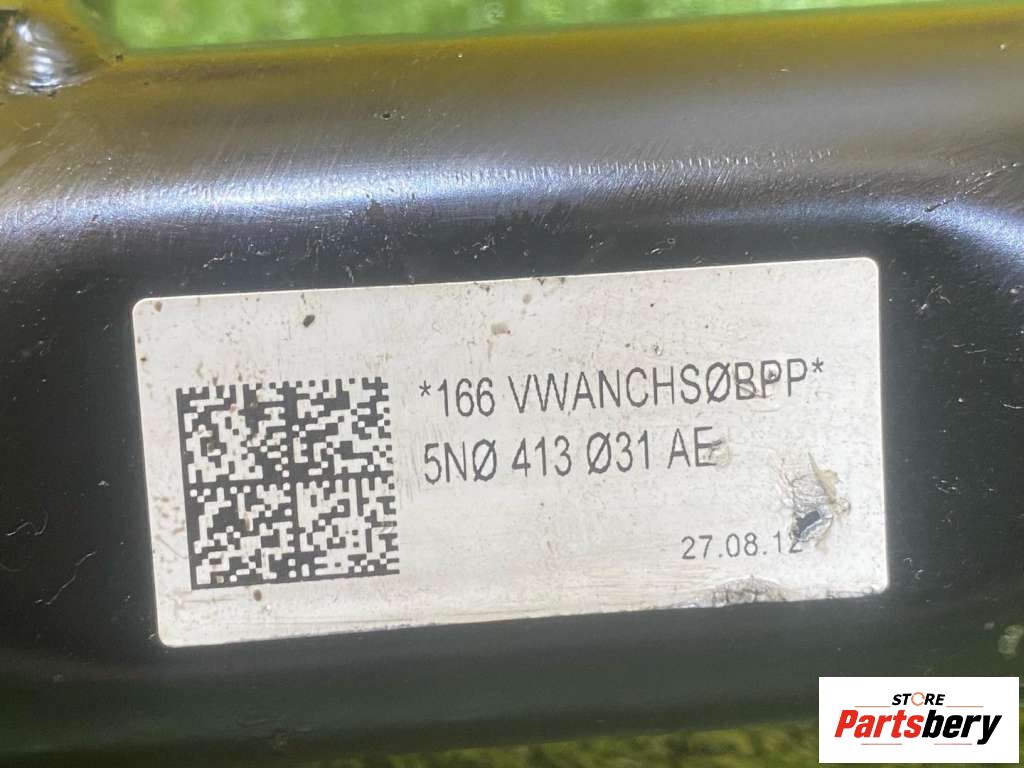 *166 VWANCHSØBPP*
5NØ 413 Ø31 AE
27.08.12
STORE
Partsbery